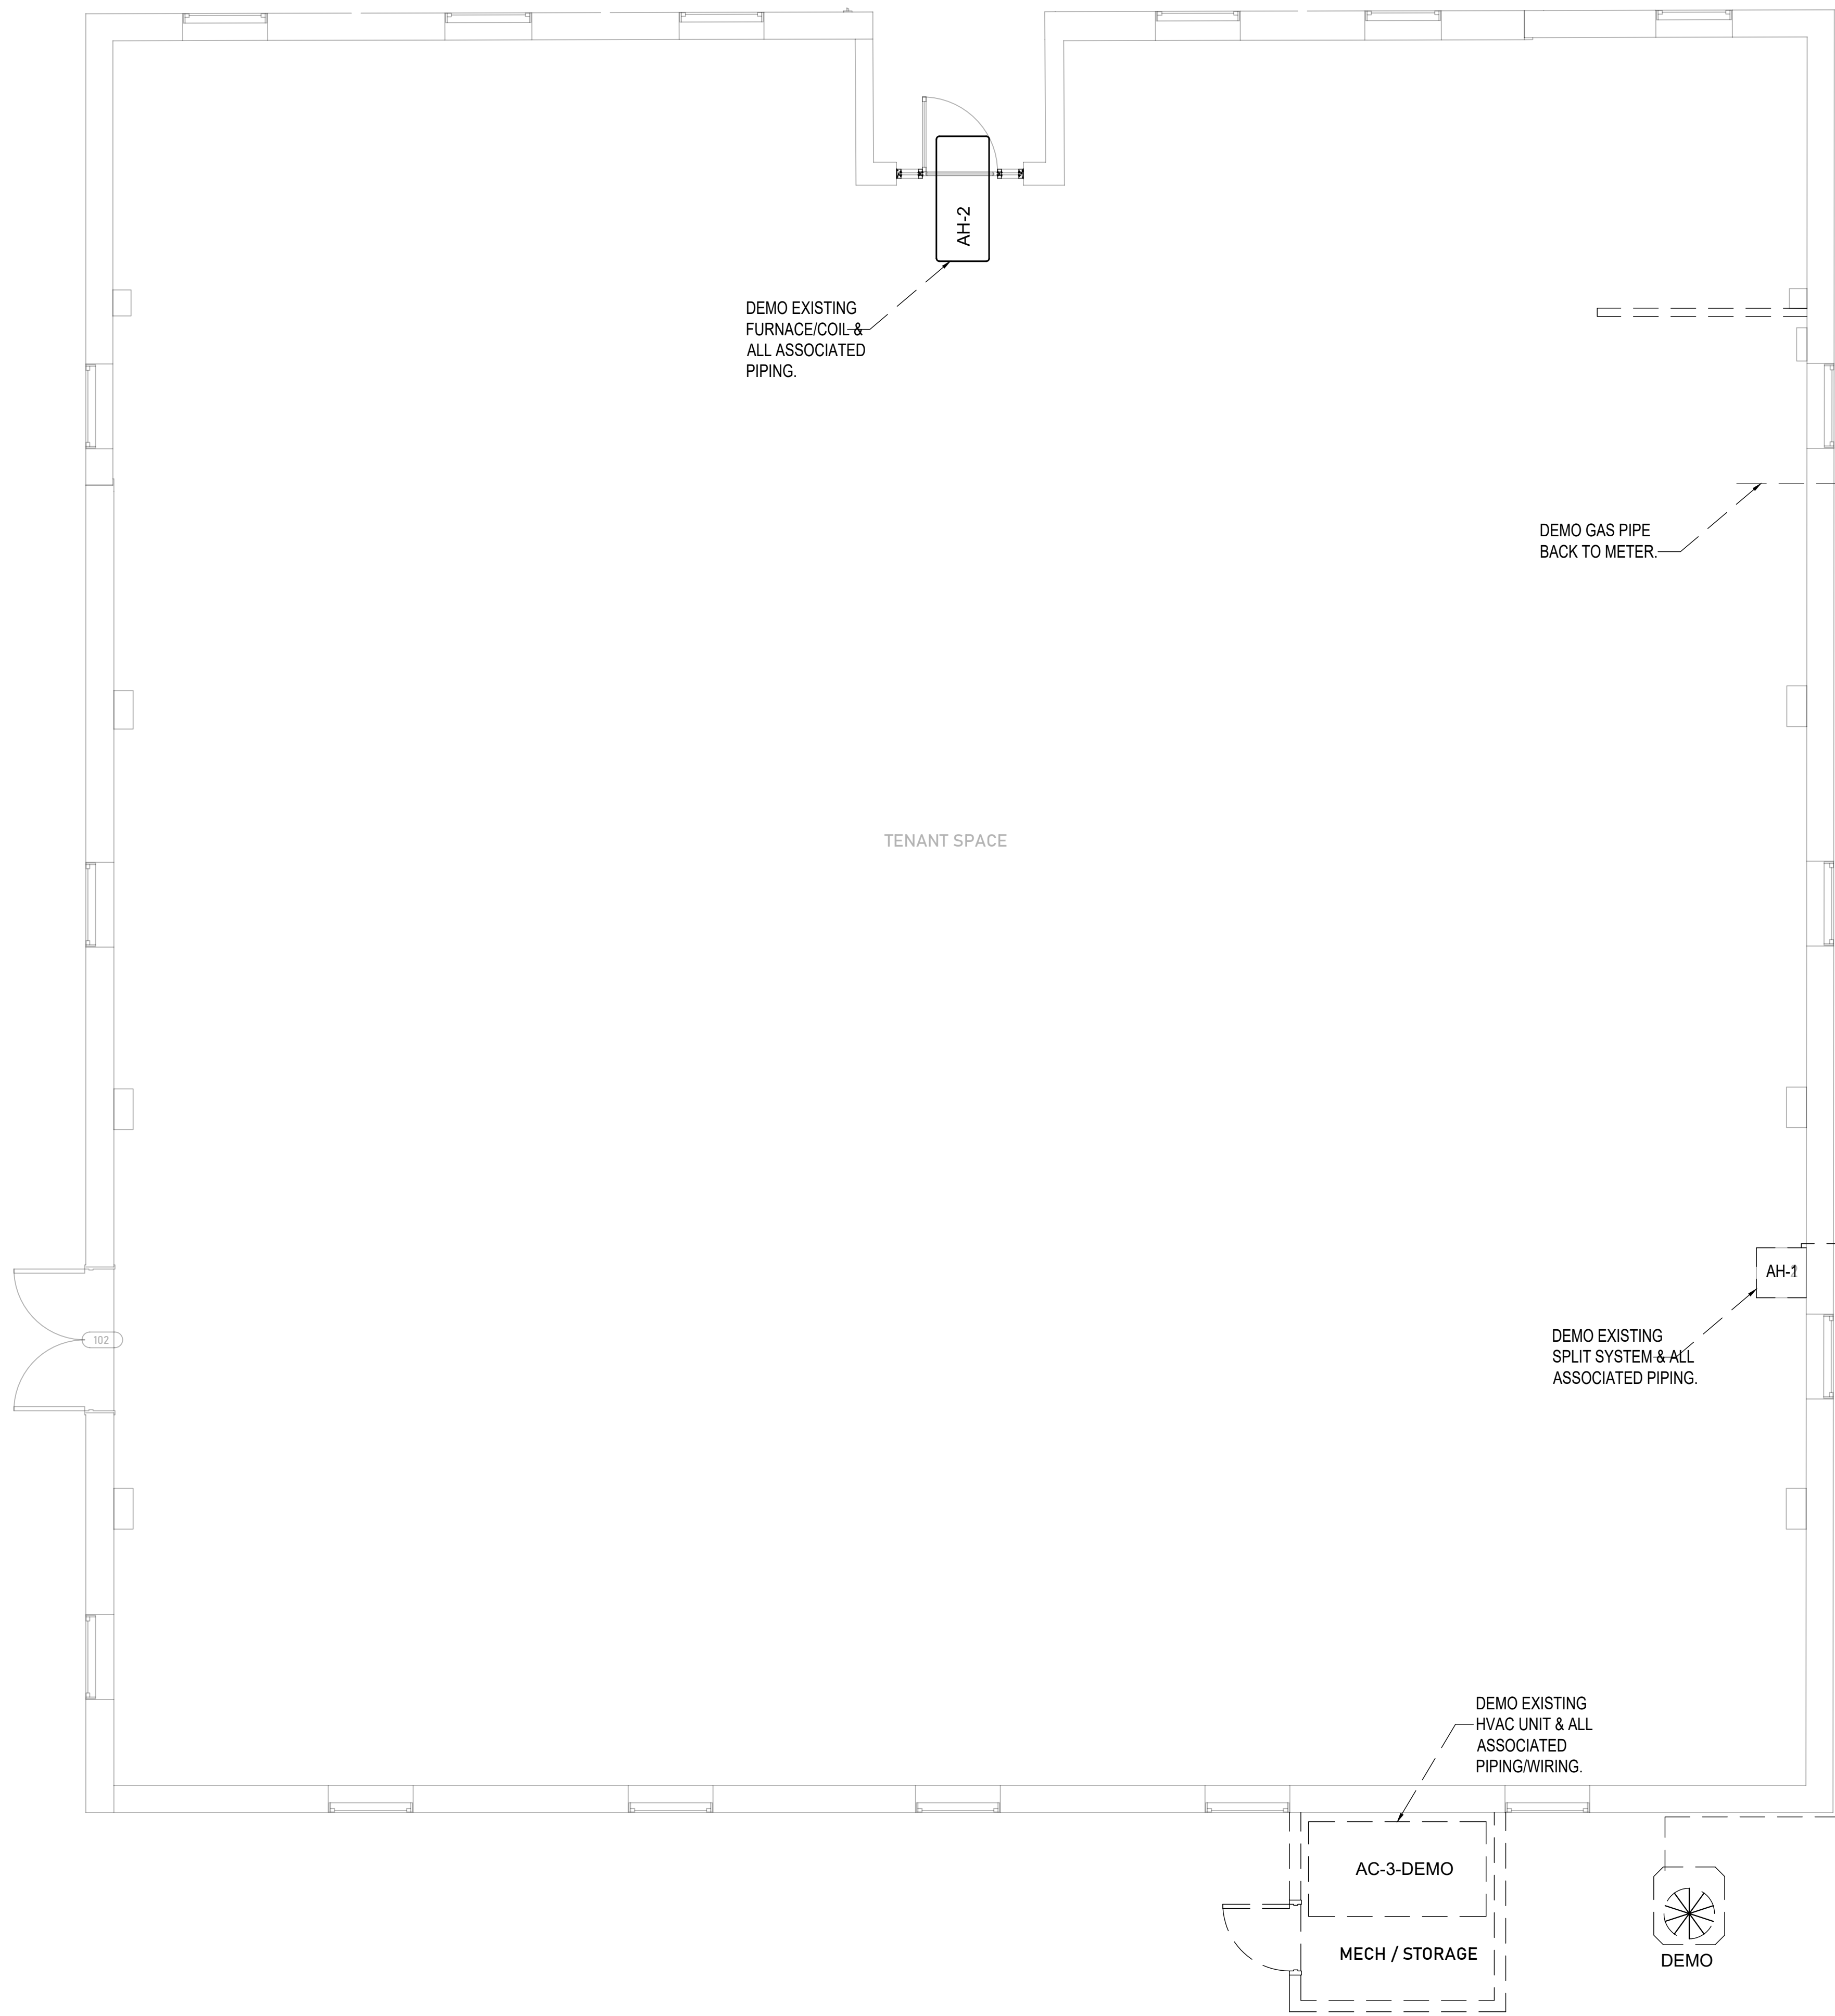 AH-2
DEMO EXISTING
FURNACE/COIL &
ALL ASSOCIATED
PIPING.
DEMO GAS PIPE
BACK TO METER.
TENANT SPACE
AH-1
102
DEMO EXISTING
SPLIT SYSTEM & ALL
ASSOCIATED PIPING.
DEMO EXISTING
HVAC UNIT & ALL
ASSOCIATED
PIPING/WIRING.
AC-3-DEMO
MECH / STORAGE
DEMO